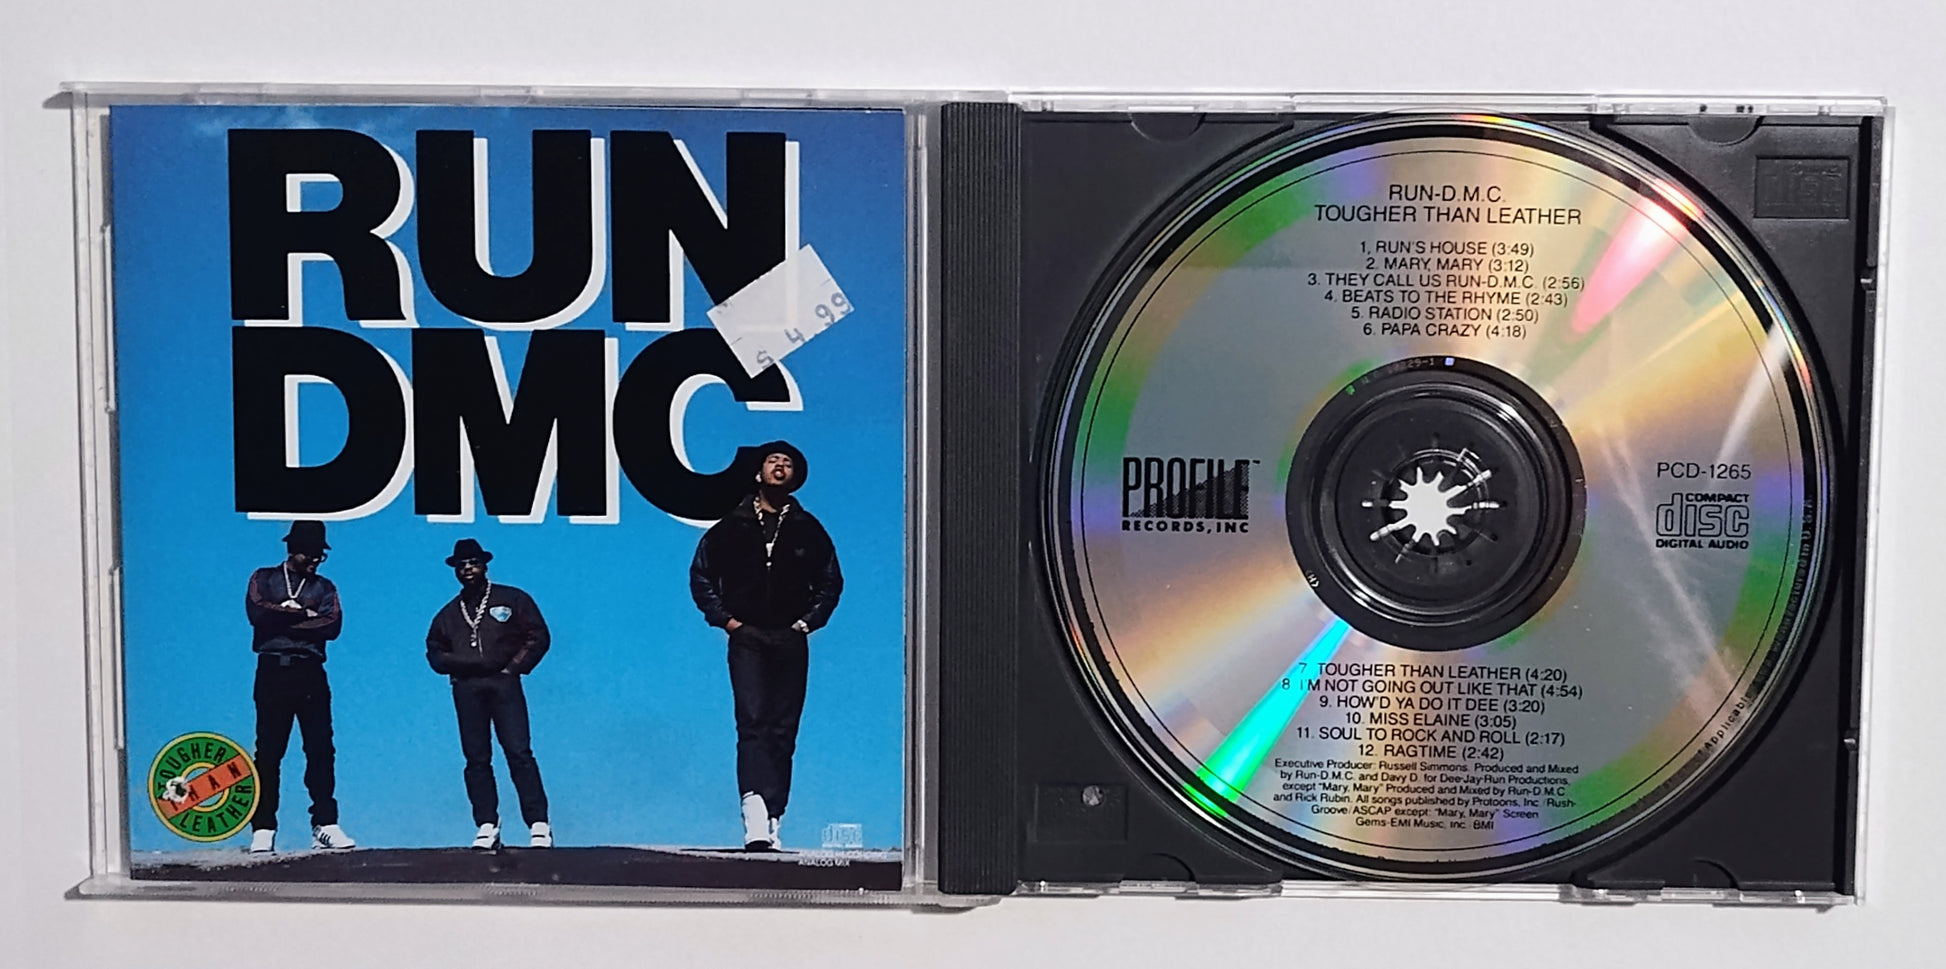 RUN
DMC
$4.99
TOUGHER
THAN
LEATHER
disc
ANALOG RECORDING
ANALOG MIX
RUN-D.M.C.
TOUGHER THAN LEATHER
1, RUN'S HOUSE (3:49)
2. MARY, MARY (3:12)
3. THEY CALL US RUN-D.M.C. (2:56)
4. BEATS TO THE RHYME (2:43)
5. RADIO STATION (2:50)
6. PAPA CRAZY (4:18)
PROFILE™
RECORDS, INC
PCD-1265
COMPACT
disc
DIGITAL AUDIO
7. TOUGHER THAN LEATHER (4:20)
8 I'M NOT GOING OUT LIKE THAT (4:54)
9. HOW'D YA DO IT DEE (3:20)
10. MISS ELAINE (3:05)
11. SOUL TO ROCK AND ROLL (2:17)
12. RAGTIME (2:42)
Executive Producer: Russell Simmons. Produced and Mixed
by Run-D.M.C. and Davy D. for Dee-Jay-Run Productions,
except "Mary, Mary" Produced and Mixed by Run-D.M.C.
and Rick Rubin. All songs published by Protoons, Inc./Rush-
Groove/ASCAP except: "Mary, Mary" Screen
Gems-EMI Music, Inc./BMI
Applicable
disc